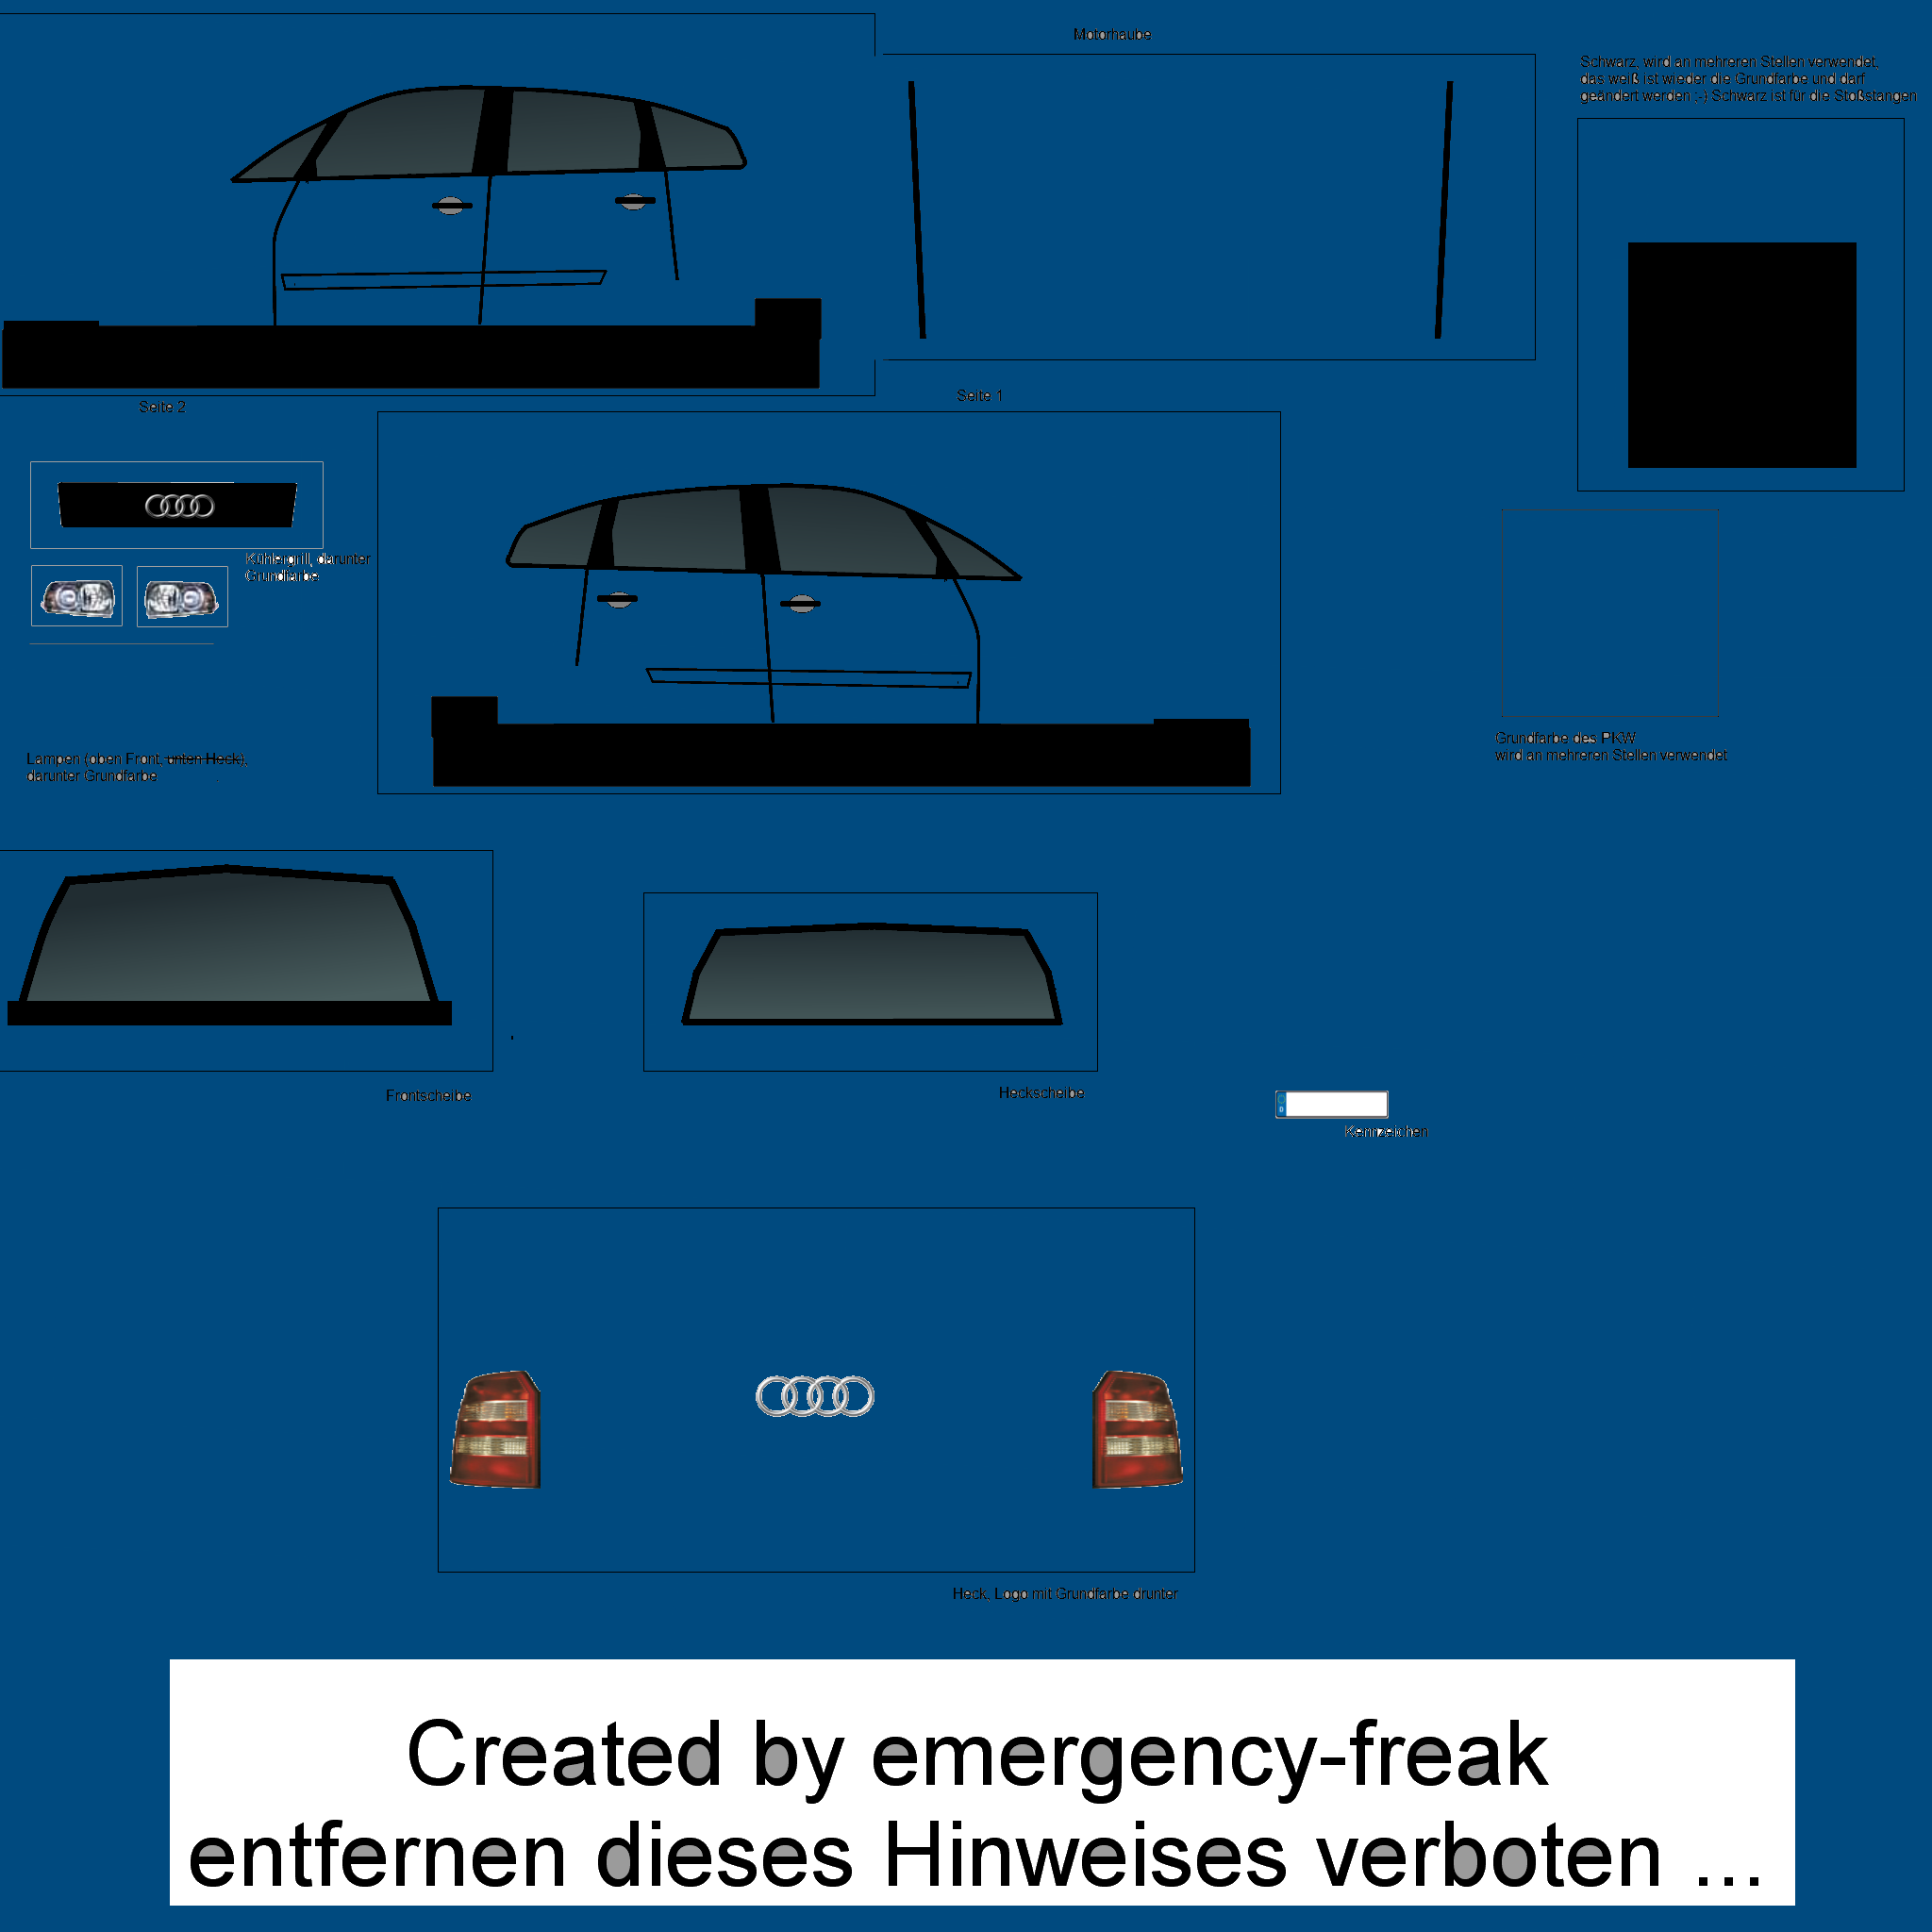 Motorhaube
Schwarz, wird an mehreren Stellen verwendet,
das weiß ist wieder die Grundfarbe und darf
geändert werden ;-) Schwarz ist für die Stoßstangen
Seite 2
Seite 1
Kühlergrill, darunter
Grundfarbe
Grundfarbe des PKW
wird an mehreren Stellen verwendet
Lampen (oben Front, unten Heck),
darunter Grundfarbe
Frontscheibe
Heckscheibe
D
Kennzeichen
Heck, Logo mit Grundfarbe drunter
Created by emergency-freak
entfernen dieses Hinweises verboten ...